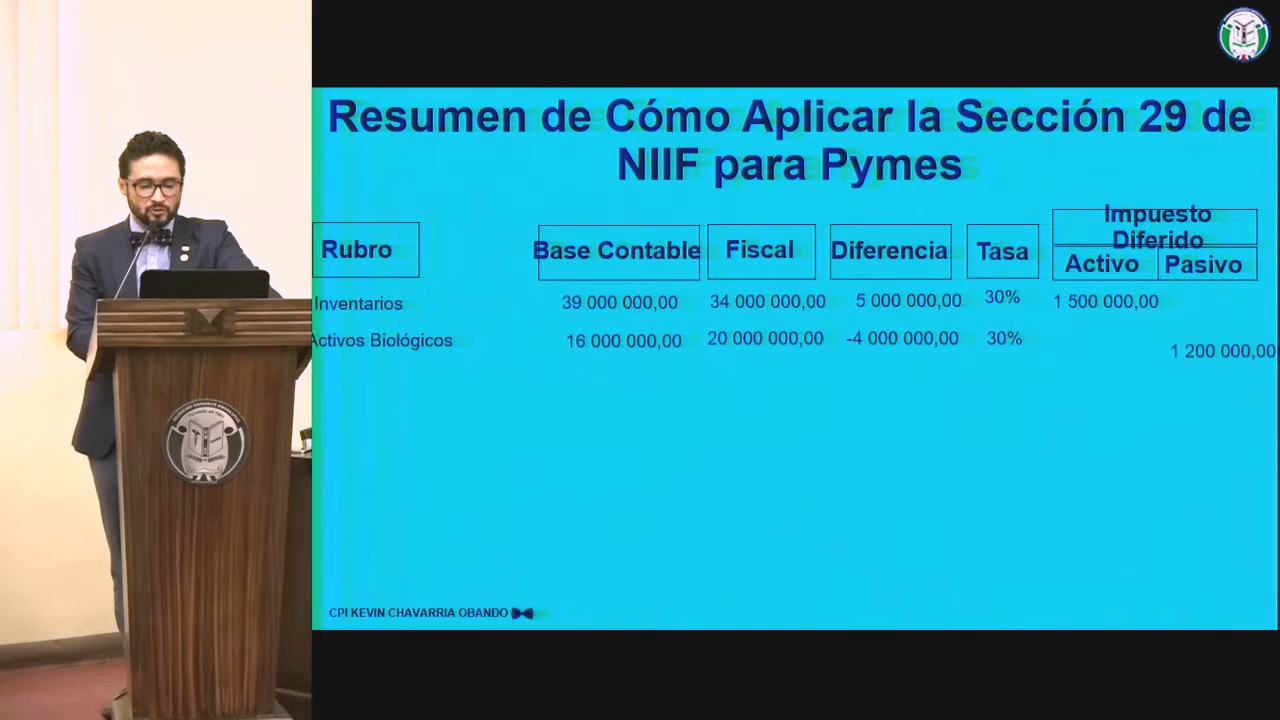 Resumen de Cómo Aplicar la Sección 29 de
NIIF para Pymes
Rubro
Base Contable
Fiscal
Diferencia
Tasa
Impuesto
Diferido
Activo
Pasivo
Inventarios 39 000 000,00 34 000 000,00 5 000 000,00 30% 1 500 000,00
Activos Biológicos 16 000 000,00 20 000 000,00 -4 000 000,00 30% 1 200 000,00
CPI KEVIN CHAVARRIA OBANDO